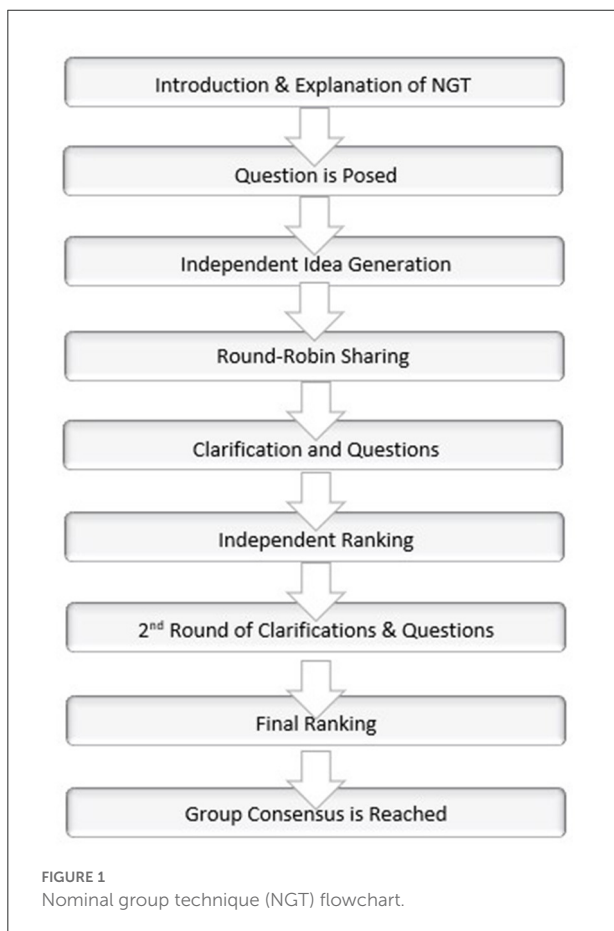 Introduction & Explanation of NGT
Question is Posed
Independent Idea Generation
Round-Robin Sharing
Clarification and Questions
Independent Ranking
2nd Round of Clarifications & Questions
Final Ranking
Group Consensus is Reached
FIGURE 1
Nominal group technique (NGT) flowchart.